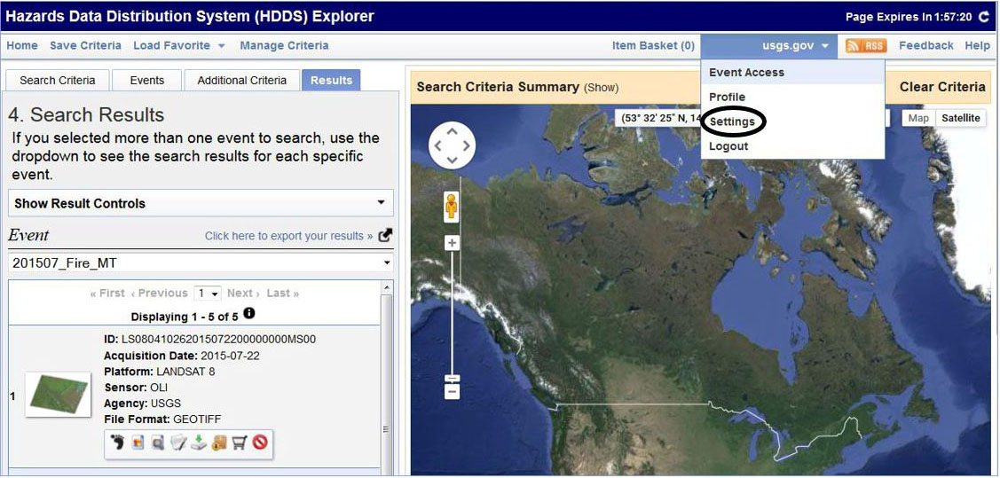 Hazards Data Distribution System (HDDS) Explorer
Page Expires In 1:57:20
Home Save Criteria Load Favorite Manage Criteria
Item Basket (0) usgs.gov RSS Feedback Help
Event Access
Profile
Settings
Logout
Search Criteria Events Additional Criteria Results
4. Search Results
If you selected more than one event to search, use the
dropdown to see the search results for each specific
event.
Show Result Controls
Event
Click here to export your results »
201507_Fire_MT
« First ‹ Previous 1 Next › Last »
Displaying 1 - 5 of 5
1
ID: LS08041026201507220000000MS00
Acquisition Date: 2015-07-22
Platform: LANDSAT 8
Sensor: OLI
Agency: USGS
File Format: GEOTIFF
Search Criteria Summary (Show)
Clear Criteria
(53° 32' 25" N, 14
Map Satellite